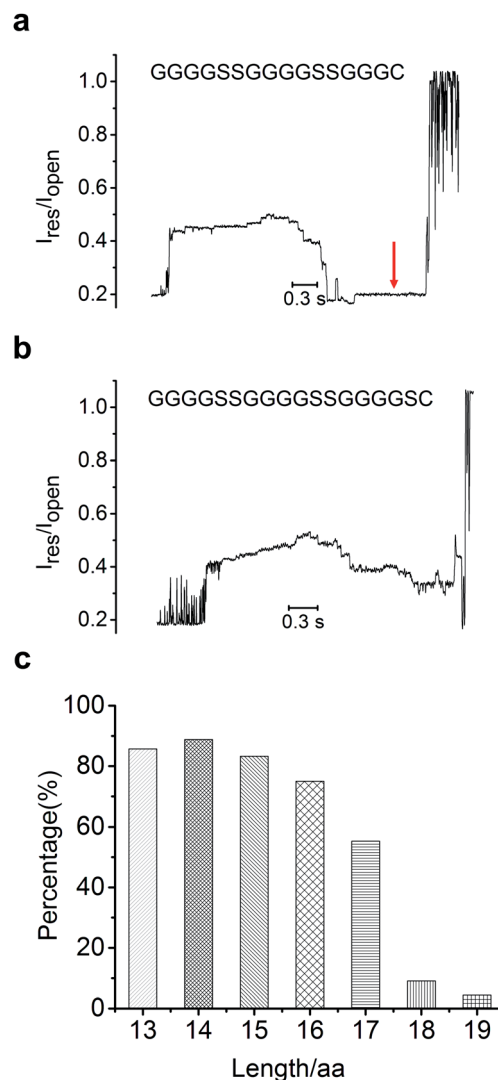 a
GGGGSSGGGGSSGGGC
1.0
0.8
0.6
0.4
0.2
Ires/Iopen
0.3 s
b
GGGGSSGGGGSSGGGGSC
1.0
0.8
0.6
0.4
0.2
Ires/Iopen
0.3 s
c
100
80
60
40
20
0
Percentage(%)
13 14 15 16 17 18 19
Length/aa